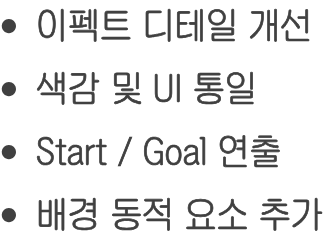 • 이펙트 디테일 개선
• 색감 및 UI 통일
• Start / Goal 연출
• 배경 동적 요소 추가